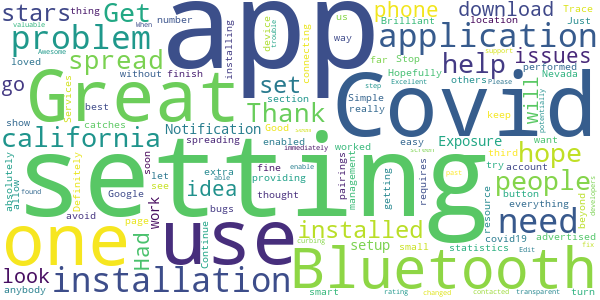 stars
thing
Get
number
app
phone
us
Brilliant
download
location
Just
Nevada
Trace
When
valuable
Awesome
problem
loved
spread
installing
device
trouble
connecting
way
application
go
without
finish
Great
set
help
issues
far
Stop
Hopefully
others
performed
Simple
really
Covid
support
Please
step
Excellent
potentially
will
show
best
Services
section
Thank
Good
keep
california
catches
Notification
enabled
worked
easy
Exposure
want
spreading
immediately
enable
hope
third
absolutely
allow
Definitely
soon
let
see
Google
able
setting
extra
providing
idea
fine
thought
pairings
management
getting
requires
try
account
people
button
everything
resource
need
beyond
developers
found
avoid
page
bugs
Continue
work
Had
one
use
installed
covid19
advertised
setup
small
statistics
Edit
fix
look
anybody
installation
curbing
smart
Bluetooth
rating
changed
contacted
transparent
turn